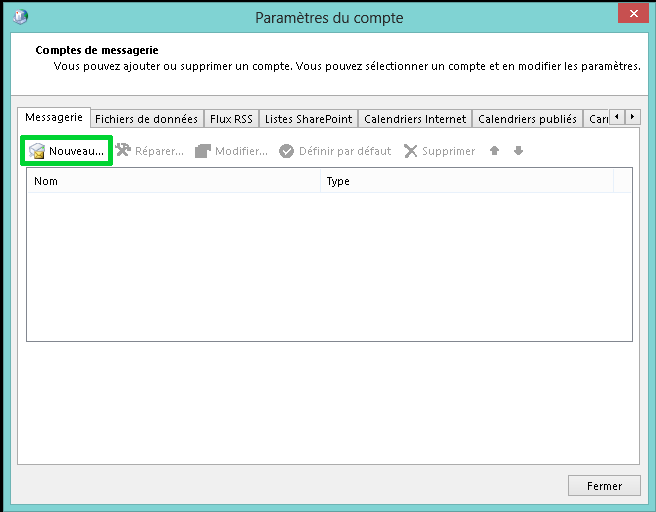 Paramètres du compte
Comptes de messagerie
Vous pouvez ajouter ou supprimer un compte. Vous pouvez sélectionner un compte et en modifier les paramètres.
Messagerie Fichiers de données Flux RSS Listes SharePoint Calendriers Internet Calendriers publiés Carn
Nouveau... Réparer... Modifier... Définir par défaut Supprimer
Nom Type
Fermer